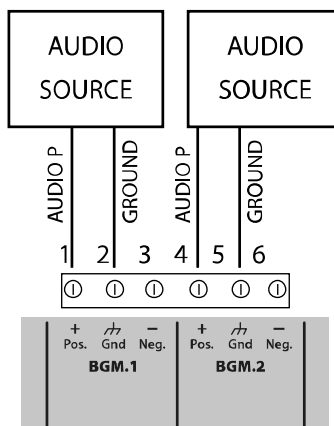 AUDIO SOURCE
AUDIO SOURCE
AUDIO P
GROUND
AUDIO P
GROUND
1 2 3 4 5 6
+ − + −
Pos. Gnd Neg. Pos. Gnd Neg.
BGM.1 BGM.2